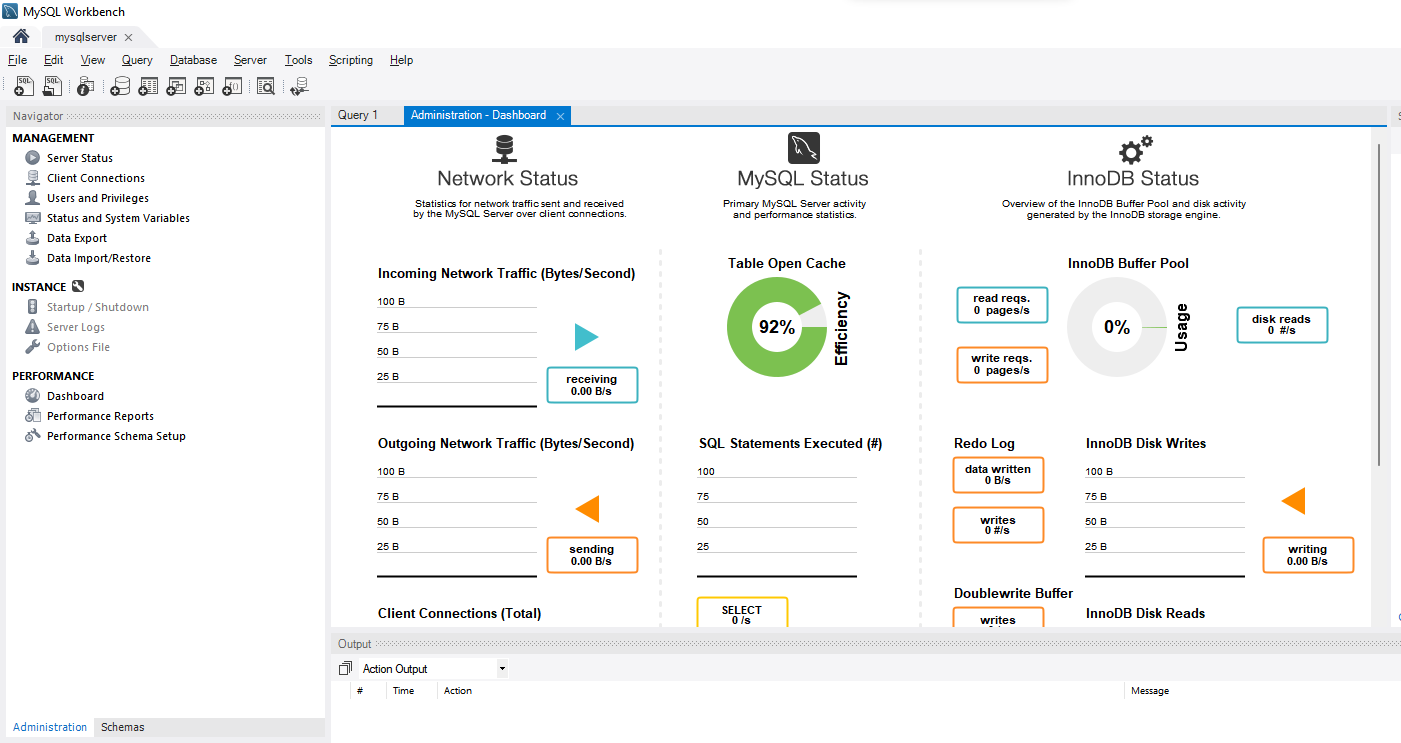 MySQL Workbench
mysqlserver
File Edit View Query Database Server Tools Scripting Help
Navigator
MANAGEMENT
Server Status
Client Connections
Users and Privileges
Status and System Variables
Data Export
Data Import/Restore
INSTANCE
Startup / Shutdown
Server Logs
Options File
PERFORMANCE
Dashboard
Performance Reports
Performance Schema Setup
Administration Schemas
Query 1 Administration - Dashboard
Network Status
Statistics for network traffic sent and received
by the MySQL Server over client connections.
Incoming Network Traffic (Bytes/Second)
100 B
75 B
50 B
25 B
receiving
0.00 B/s
Outgoing Network Traffic (Bytes/Second)
100 B
75 B
50 B
25 B
sending
0.00 B/s
Client Connections (Total)
MySQL Status
Primary MySQL Server activity
and performance statistics.
Table Open Cache
92%
Efficiency
SQL Statements Executed (#)
100
75
50
25
SELECT
0 /s
InnoDB Status
Overview of the InnoDB Buffer Pool and disk activity
generated by the InnoDB storage engine.
InnoDB Buffer Pool
read reqs.
0 pages/s
write reqs.
0 pages/s
0%
Usage
disk reads
0 #/s
Redo Log
data written
0 B/s
writes
0 #/s
Doublewrite Buffer
writes
InnoDB Disk Writes
100 B
75 B
50 B
25 B
writing
0.00 B/s
InnoDB Disk Reads
Output
Action Output
# Time Action Message